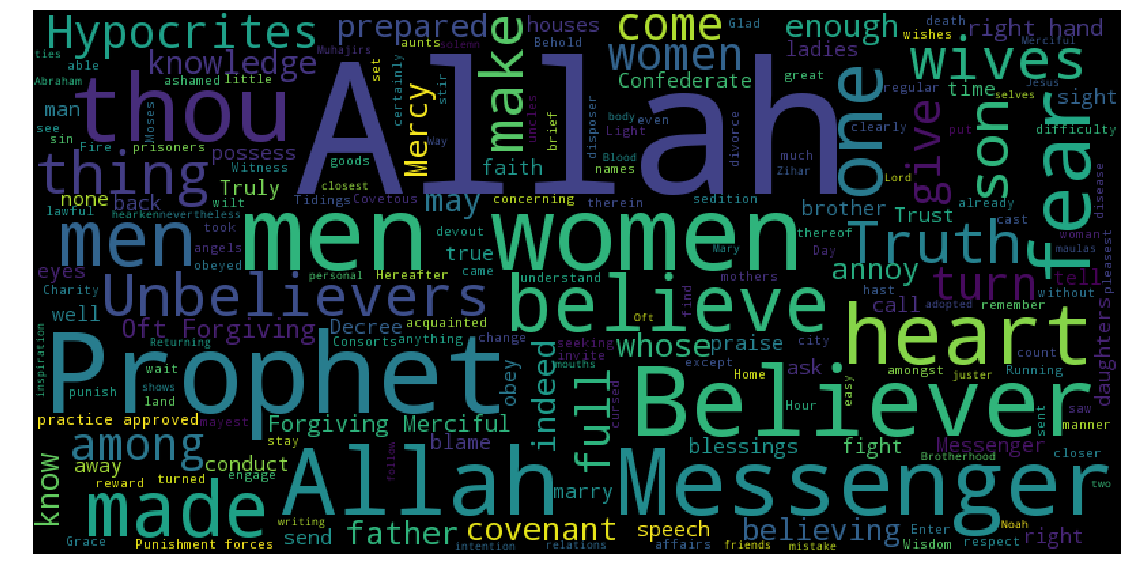 Hypocrites prepared houses come Glad enough death wishes right hand
ties aunts Muhajirs solemn Behold women ladies Merciful
able knowledge make Confederate great wives
Abraham ashamed little set certainly stir time regular Jesus selves sight
man Moses thou Allah one give son fear
see sin Fire prisoners Mercy uncles brief disposer body even Light divorce clearly put difficulty
thing possess Way Blood much
Witness goods faith names Zihar Lord
none Truly closest
back wilt Tidings Covetous may concerning therein sedition brother already disease
lawful hearkennevertheless took Trust cast woman
men angels devout men women thereof Truth maulas
obeyed true Mary Day pleasest
eyes personal Hereafter came understand mothers annoy turn tell
Charity Unbelievers believe find call hast without
well Oft Forgiving Decree acquainted Oft adopted remember
inspiration Returning Consorts anything change seeking whose praise city heart count daughters
wait Prophet invite except ask amongst Running
punish shows mouths Home juster
land obey indeed full cursed Believer Hour easy saw sent
practice approved mayest manner
among Forgiving Merciful stay blame blessings fight Messenger
know away conduct follow Brotherhood closer
reward turned engage Allah marry Messenger two
made writing father covenant speech believing Enter Noah
Grace send right
Punishment forces intention relations affairs friends mistake Wisdom respect